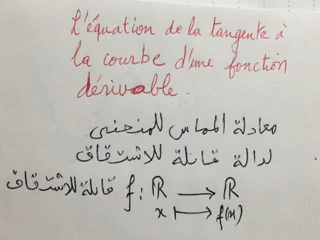 L'équation de la tangente à
la courbe d'une fonction
dérivable.
معادلة المماس للمنحنى
لدالة قابلة للاشتقاق
قابلة للاشتقاق f: ℝ ⟶ ℝ
x ⟼ f(x)